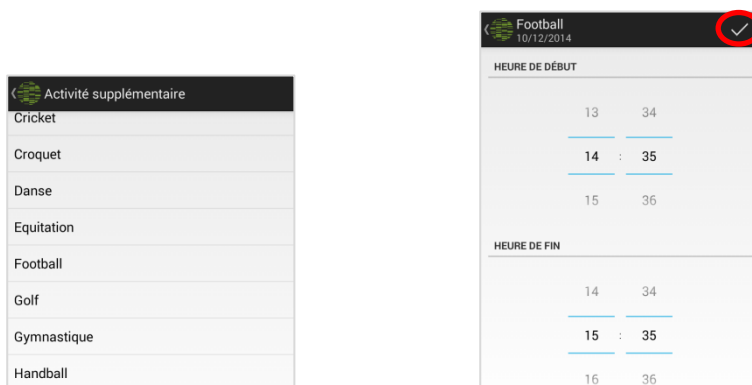 Activité supplémentaire
Cricket
Croquet
Danse
Equitation
Football
Golf
Gymnastique
Handball
Football
10/12/2014
HEURE DE DÉBUT
13 34
14 : 35
15 36
HEURE DE FIN
14 34
15 : 35
16 36